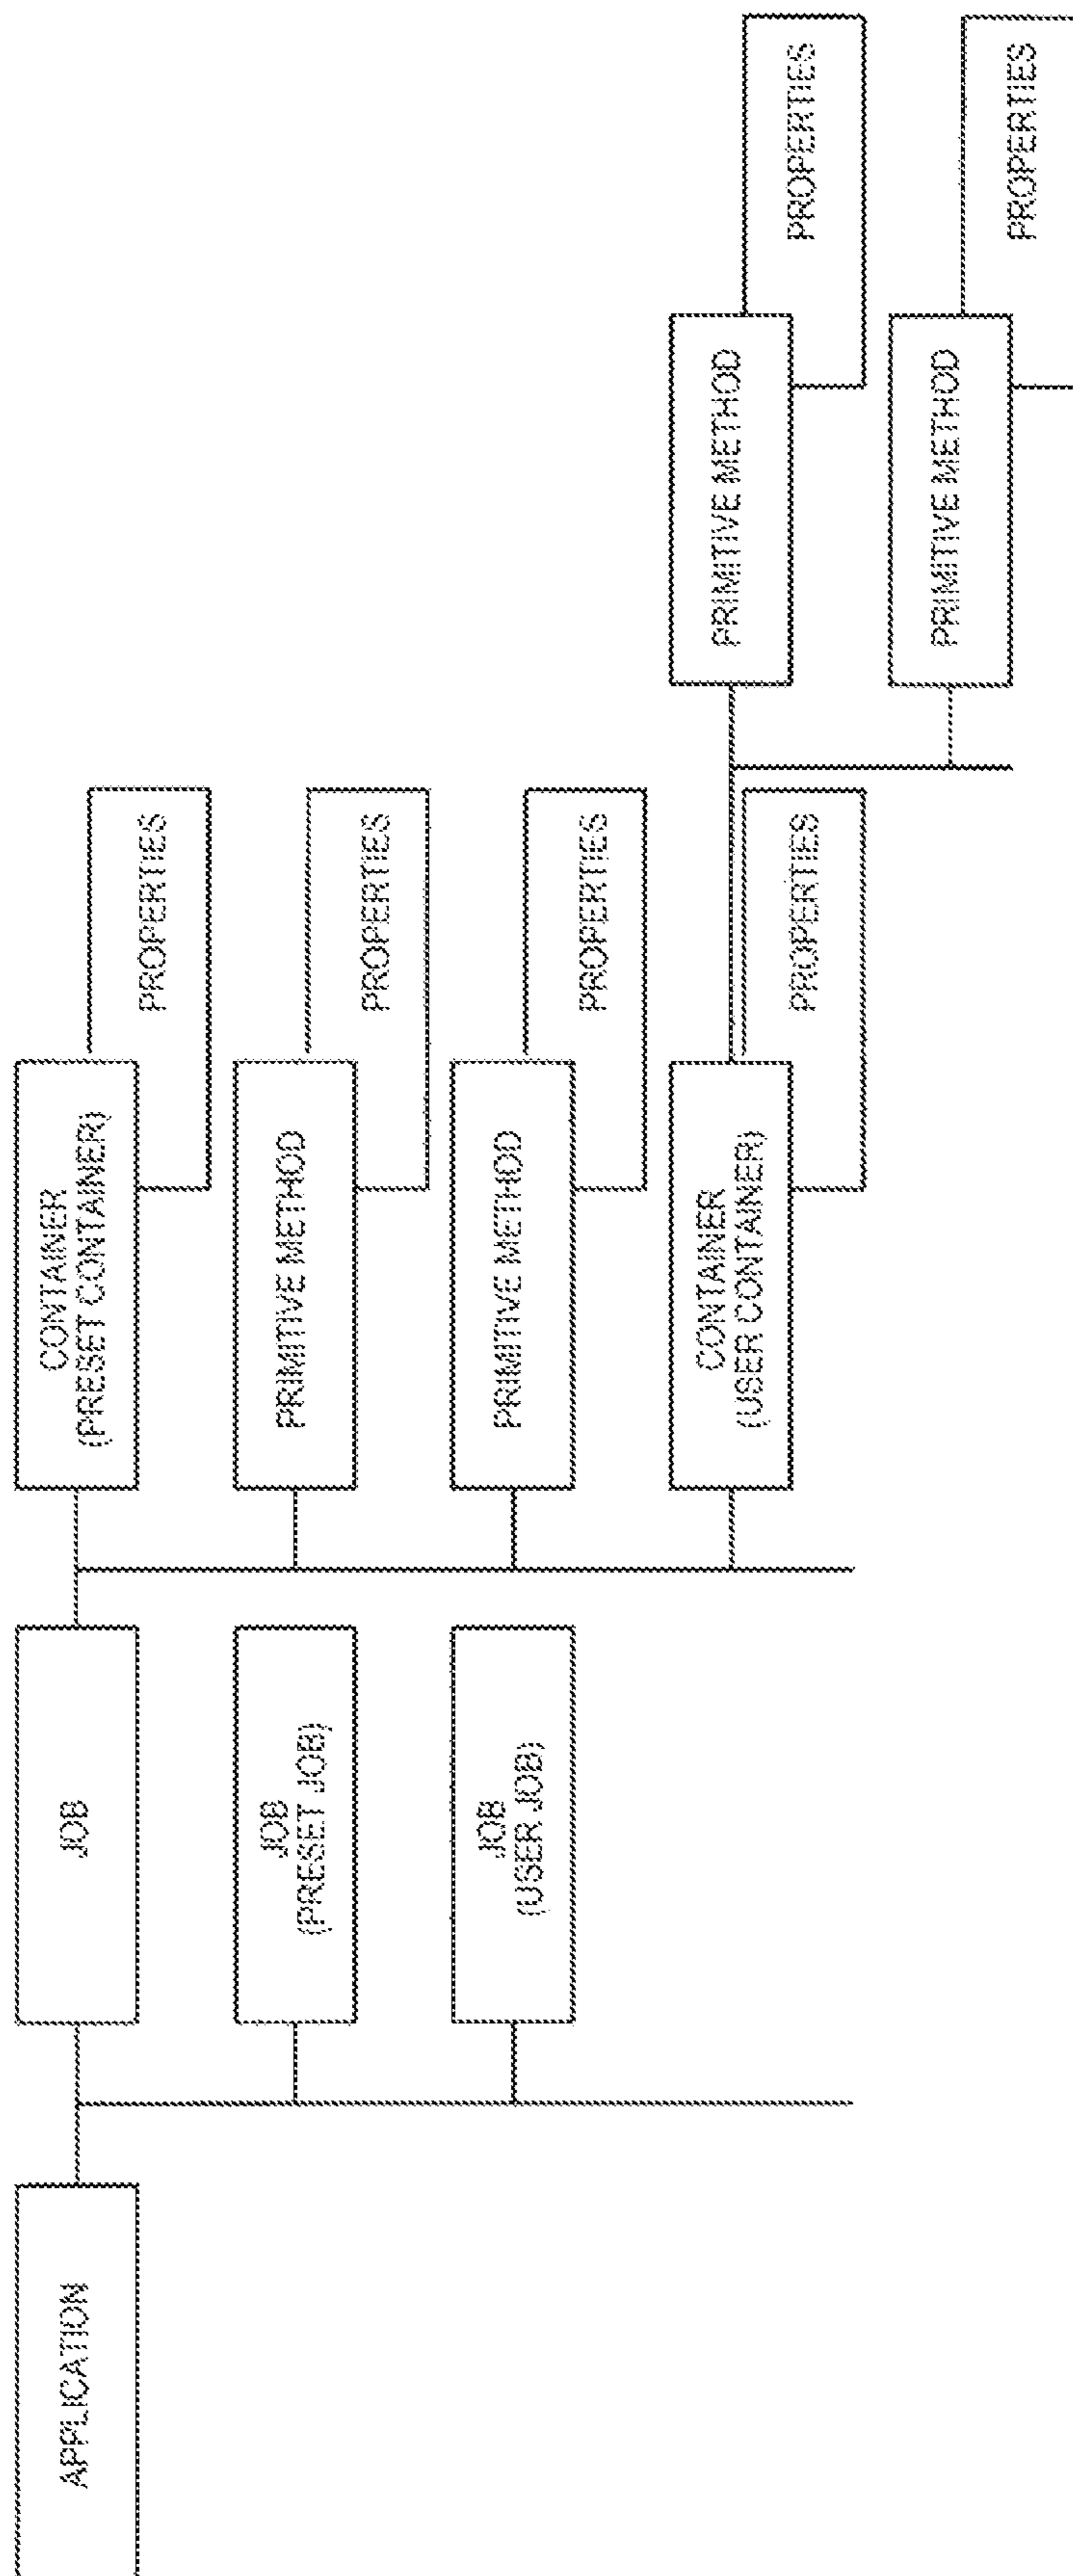 APPLICATION
JOB
JOB
(PRESET JOB)
JOB
(USER JOB)
CONTAINER
(PRESET CONTAINER)
PROPERTIES
PRIMITIVE METHOD
PROPERTIES
PRIMITIVE METHOD
PROPERTIES
CONTAINER
(USER CONTAINER)
PROPERTIES
PRIMITIVE METHOD
PROPERTIES
PRIMITIVE METHOD
PROPERTIES